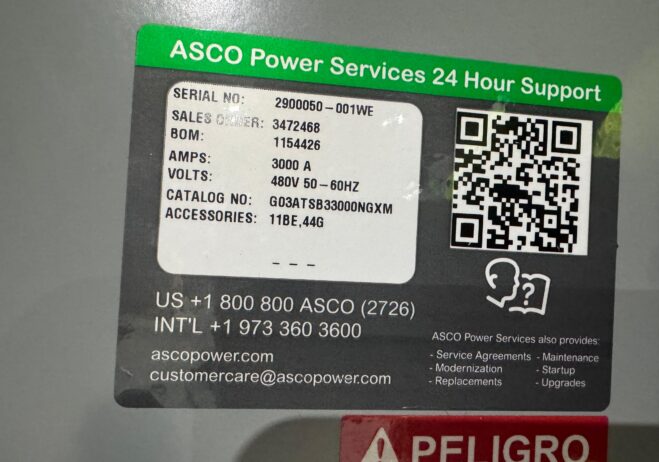 ASCO Power Services 24 Hour Support
SERIAL NO: 2900050-001WE
SALES ORDER: 3472468
BOM: 1154426
AMPS: 3000 A
VOLTS: 480V 50-60HZ
CATALOG NO: G03ATSB33000NGXM
ACCESSORIES: 11BE,44G
---
US +1 800 800 ASCO (2726)
INT'L +1 973 360 3600
ascopower.com
customercare@ascopower.com
?
ASCO Power Services also provides:
- Service Agreements - Maintenance
- Modernization - Startup
- Replacements - Upgrades
PELIGRO